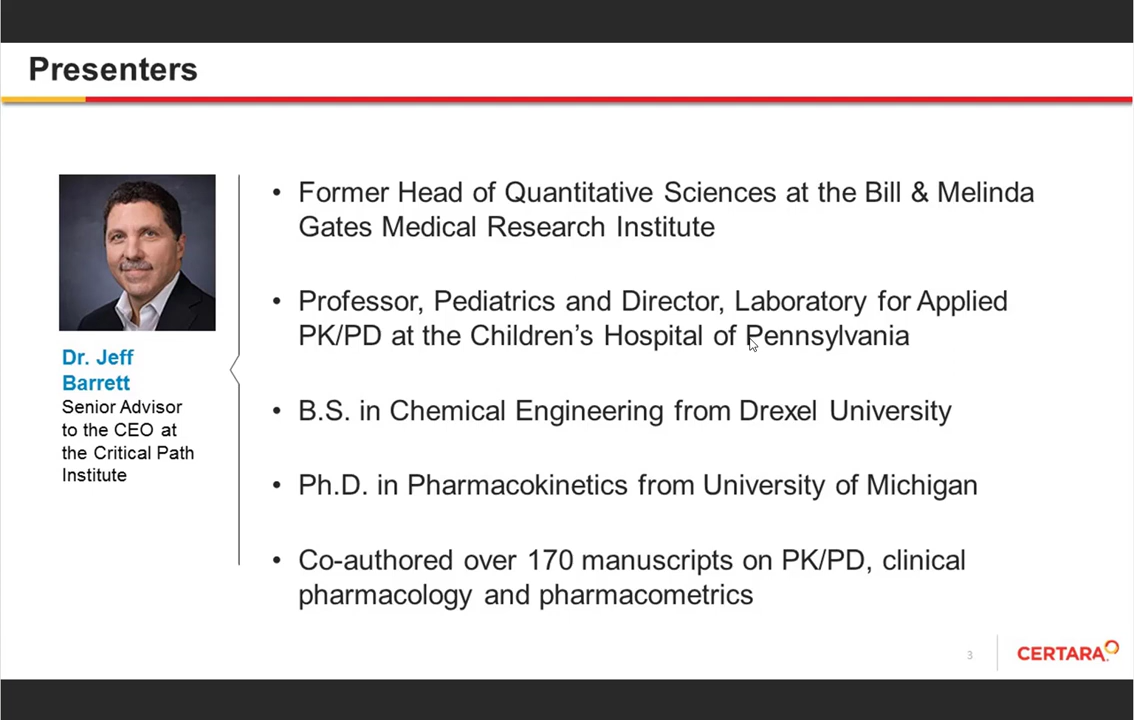 Presenters
Dr. Jeff
Barrett
Senior Advisor
to the CEO at
the Critical Path
Institute
• Former Head of Quantitative Sciences at the Bill & Melinda
Gates Medical Research Institute
• Professor, Pediatrics and Director, Laboratory for Applied
PK/PD at the Children’s Hospital of Pennsylvania
• B.S. in Chemical Engineering from Drexel University
• Ph.D. in Pharmacokinetics from University of Michigan
• Co-authored over 170 manuscripts on PK/PD, clinical
pharmacology and pharmacometrics
3
CERTARA